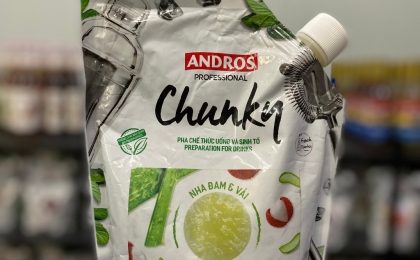 ANDROS
PROFESSIONAL
Chunky
PHA CHẾ THỨC UỐNG VÀ SINH TỐ
PREPARATION FOR DRINKS
NHA ĐAM & VẢI